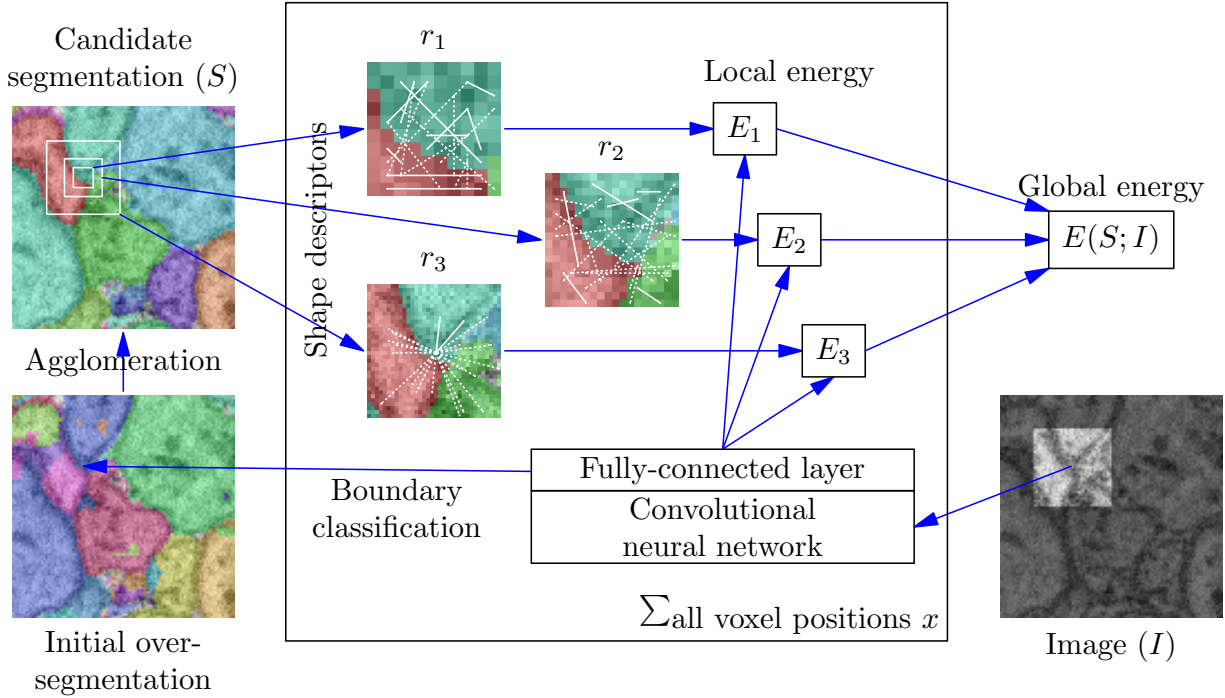 Candidate
segmentation (S)
Agglomeration
Initial over-
segmentation
Shape descriptors
r₁
r₂
r₃
Local energy
E₁
E₂
E₃
Global energy
E(S; I)
Boundary
classification
Fully-connected layer
Convolutional
neural network
∑all voxel positions x
Image (I)